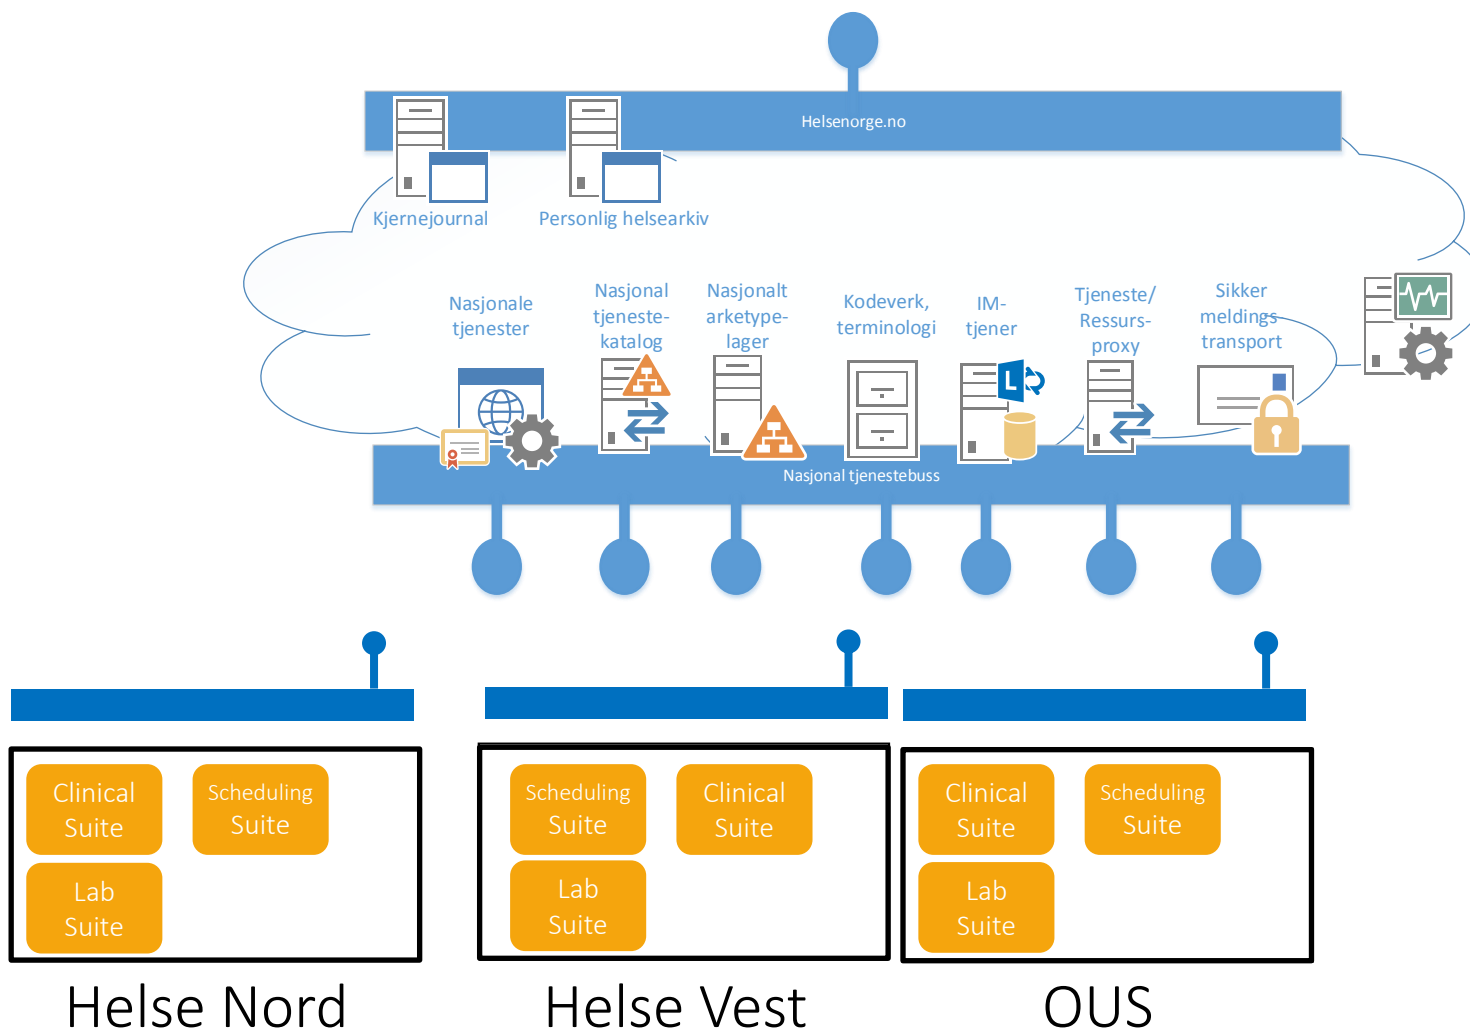 Helsenorge.no
Kjernejournal
Personlig helsearkiv
Nasjonale
tjenester
Nasjonal
tjeneste-
katalog
Nasjonalt
arketype-
lager
Kodeverk,
terminologi
IM-
tjener
Tjeneste/
Ressurs-
proxy
Sikker
meldings
transport
L
Nasjonal tjenestebuss
Clinical
Suite
Scheduling
Suite
Lab
Suite
Helse Nord
Scheduling
Suite
Clinical
Suite
Lab
Suite
Helse Vest
Clinical
Suite
Scheduling
Suite
Lab
Suite
OUS